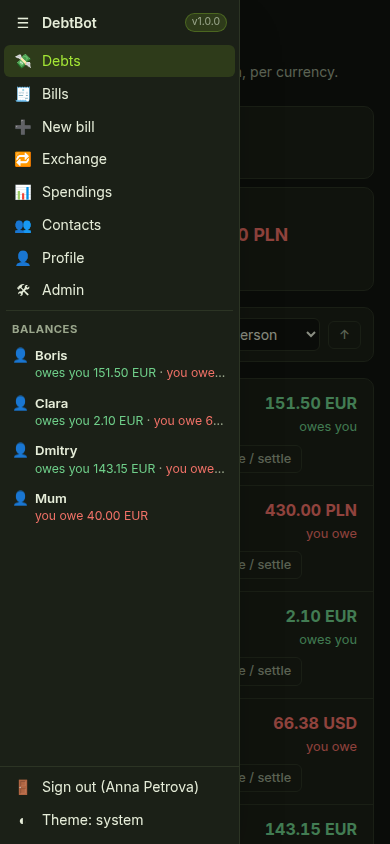 DebtBot
v1.0.0
Debts
Bills
New bill
Exchange
Spendings
Contacts
Profile
Admin
BALANCES
Boris
owes you 151.50 EUR · you owe...
Clara
owes you 2.10 EUR · you owe 6...
Dmitry
owes you 143.15 EUR · you owe...
Mum
you owe 40.00 EUR
Sign out (Anna Petrova)
Theme: system
, per currency.
0 PLN
erson
↑
151.50 EUR
owes you
e / settle
430.00 PLN
you owe
e / settle
2.10 EUR
owes you
e / settle
66.38 USD
you owe
e / settle
143.15 EUR